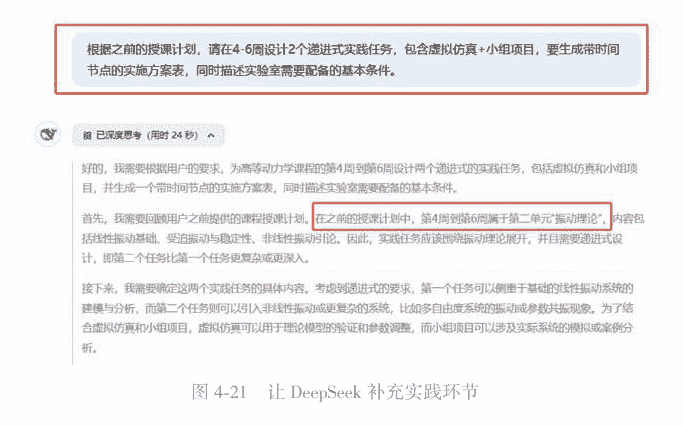 根据之前的授课计划，请在4-6周设计2个递进式实践任务，包含虚拟仿真+小组项目，要生成带时间
节点的实施方案表，同时描述实验室需要配备的基本条件。
已深度思考（用时 24 秒）
好的，我需要根据用户的要求，为高等动力学课程的第4周到第6周设计两个递进式的实践任务，包括虚拟仿真和小组项
目，并生成一个带时间节点的实施方案表，同时描述实验室需要配备的基本条件。
首先，我需要回顾用户之前提供的课程授课计划。在之前的授课计划中，第4周到第6周属于第二单元“振动理论”，内容包
括线性振动基础、受迫振动与稳定性、非线性振动引论。因此，实践任务应该围绕振动理论展开，并且需要递进式设
计，即第二个任务比第一个任务更复杂或更深入。
接下来，我需要确定这两个实践任务的具体内容。考虑到递进式的要求，第一个任务可以侧重于基础的线性振动系统的
建模与分析，而第二个任务则可以引入非线性振动或更复杂的系统，比如多自由度系统的振动或参数共振现象。为了结
合虚拟仿真和小组项目，虚拟仿真可以用于理论模型的验证和参数调整，而小组项目可以涉及实际系统的模拟或案例分
析。
图 4-21 让 DeepSeek 补充实践环节